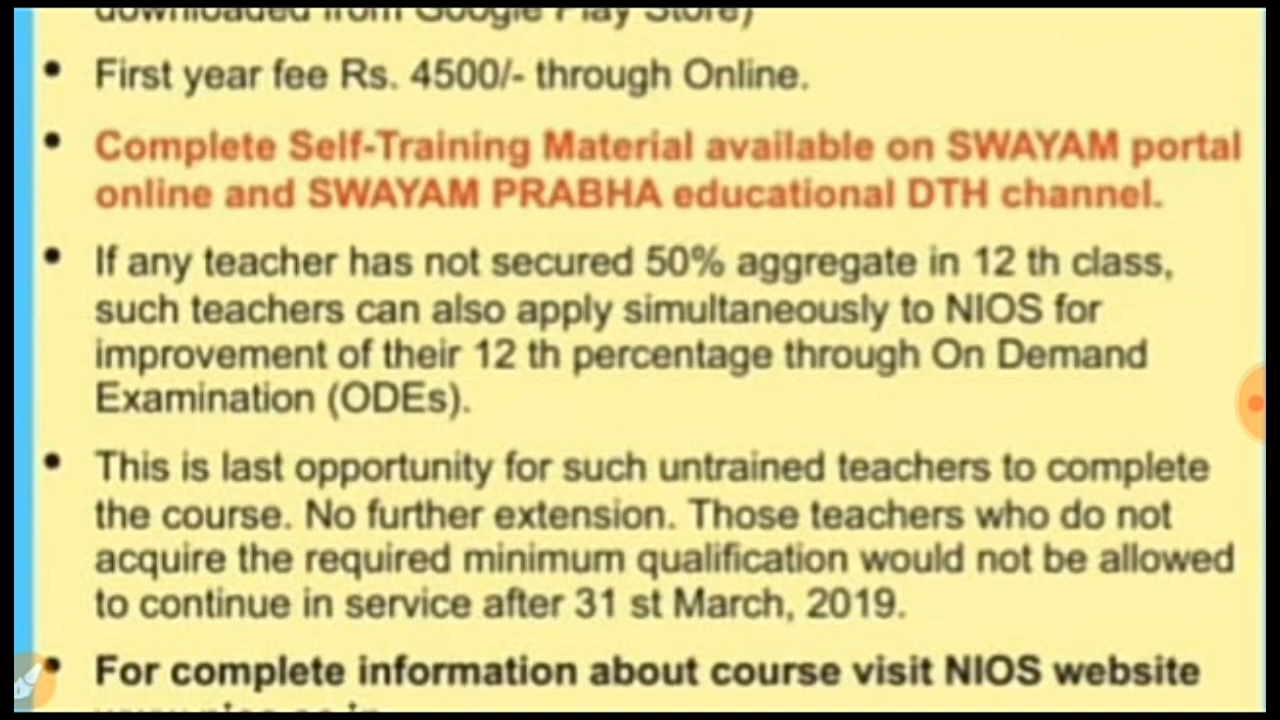 downloaded from Google Play Store)
• First year fee Rs. 4500/- through Online.
• Complete Self-Training Material available on SWAYAM portal
online and SWAYAM PRABHA educational DTH channel.
• If any teacher has not secured 50% aggregate in 12 th class,
such teachers can also apply simultaneously to NIOS for
improvement of their 12 th percentage through On Demand
Examination (ODEs).
• This is last opportunity for such untrained teachers to complete
the course. No further extension. Those teachers who do not
acquire the required minimum qualification would not be allowed
to continue in service after 31 st March, 2019.
• For complete information about course visit NIOS website